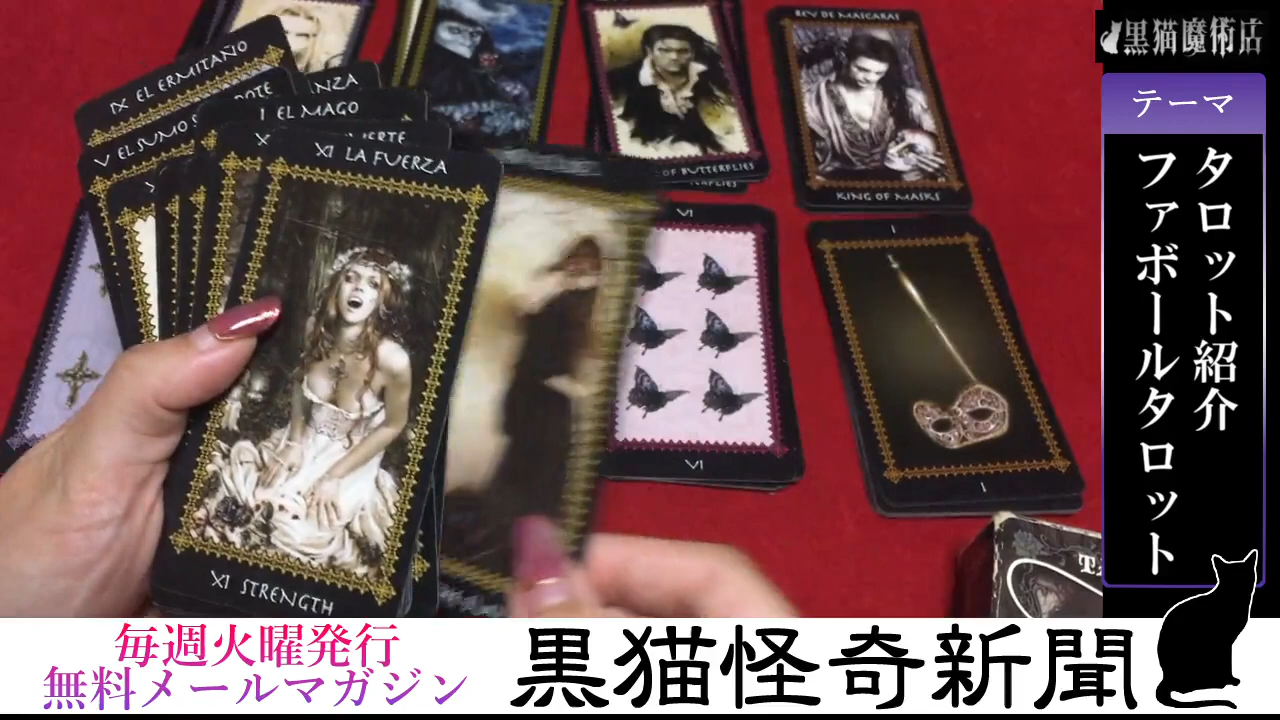 IX EL ERMITAÑO
V EL SUMO S
I EL MAGO
XI LA FUERZA
XI STRENGTH
OF BUTTERFLIES
REY DE MASCARAS
KING OF MASKS
VI
VI
I
I
黒猫魔術店
テーマ
タロット紹介
ファボールタロット
毎週火曜発行
無料メールマガジン
黒猫怪奇新聞